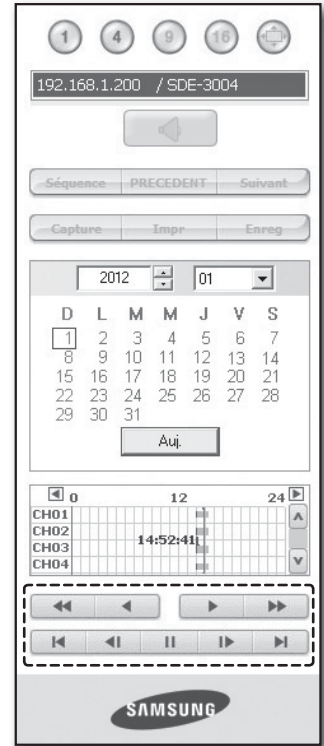 1 4 9 16
192.168.1.200 / SDE-3004
Séquence PRECEDENT Suivant
Capture Impr Enreg
2012 01
D L M M J V S
1 2 3 4 5 6 7
8 9 10 11 12 13 14
15 16 17 18 19 20 21
22 23 24 25 26 27 28
29 30 31
Auj.
0 12 24
CH01
CH02
14:52:41
CH03
CH04
SAMSUNG